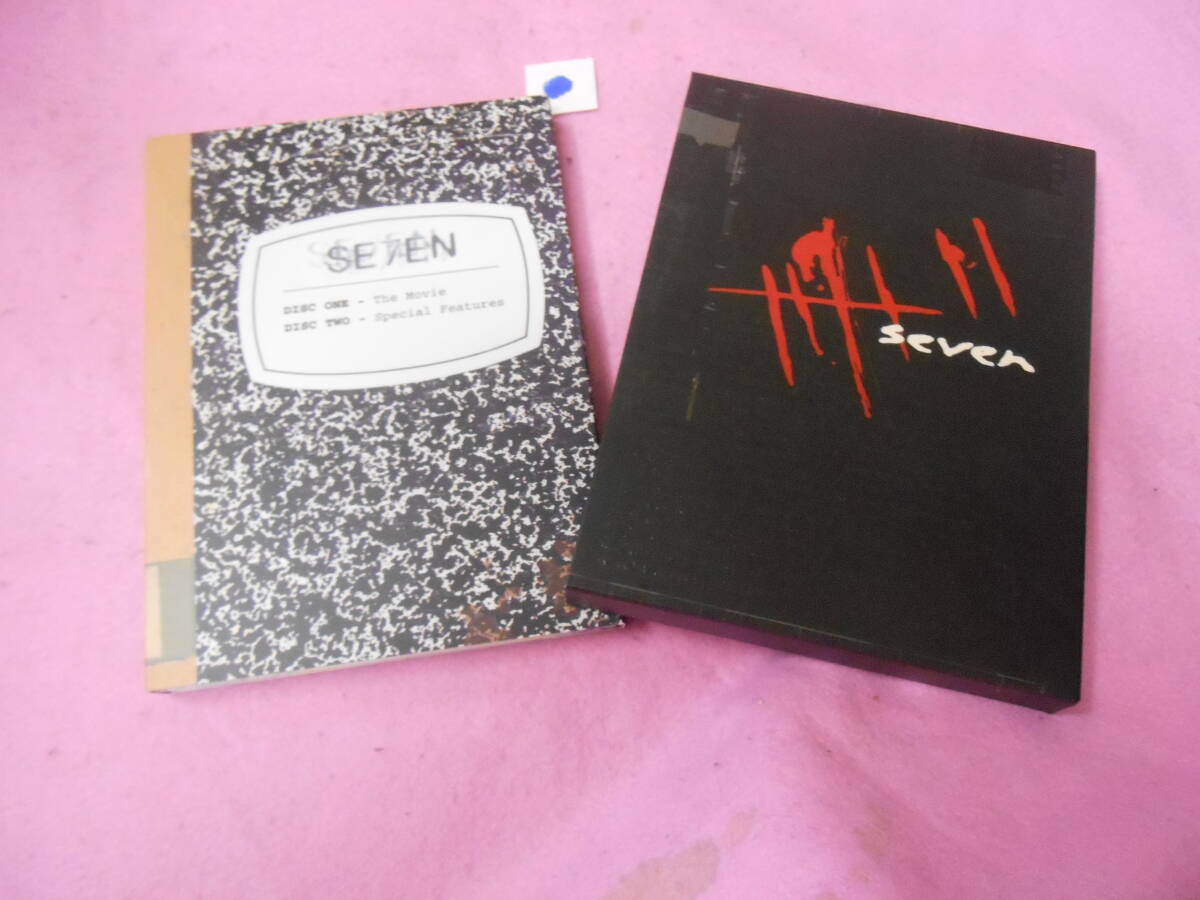 SE7EN
DISC ONE - The Movie
DISC TWO - Special Features
seven